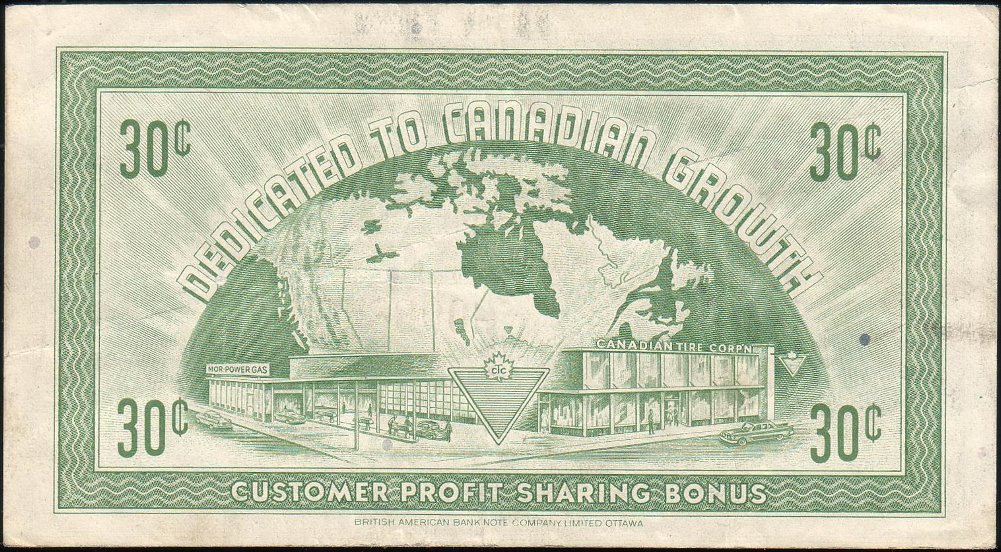 DEDICATED TO CANADIAN GROWTH
30¢
30¢
MOR-POWER GAS
CTC
CANADIAN TIRE CORP'N
30¢
30¢
CUSTOMER PROFIT SHARING BONUS
BRITISH AMERICAN BANK NOTE COMPANY LIMITED OTTAWA